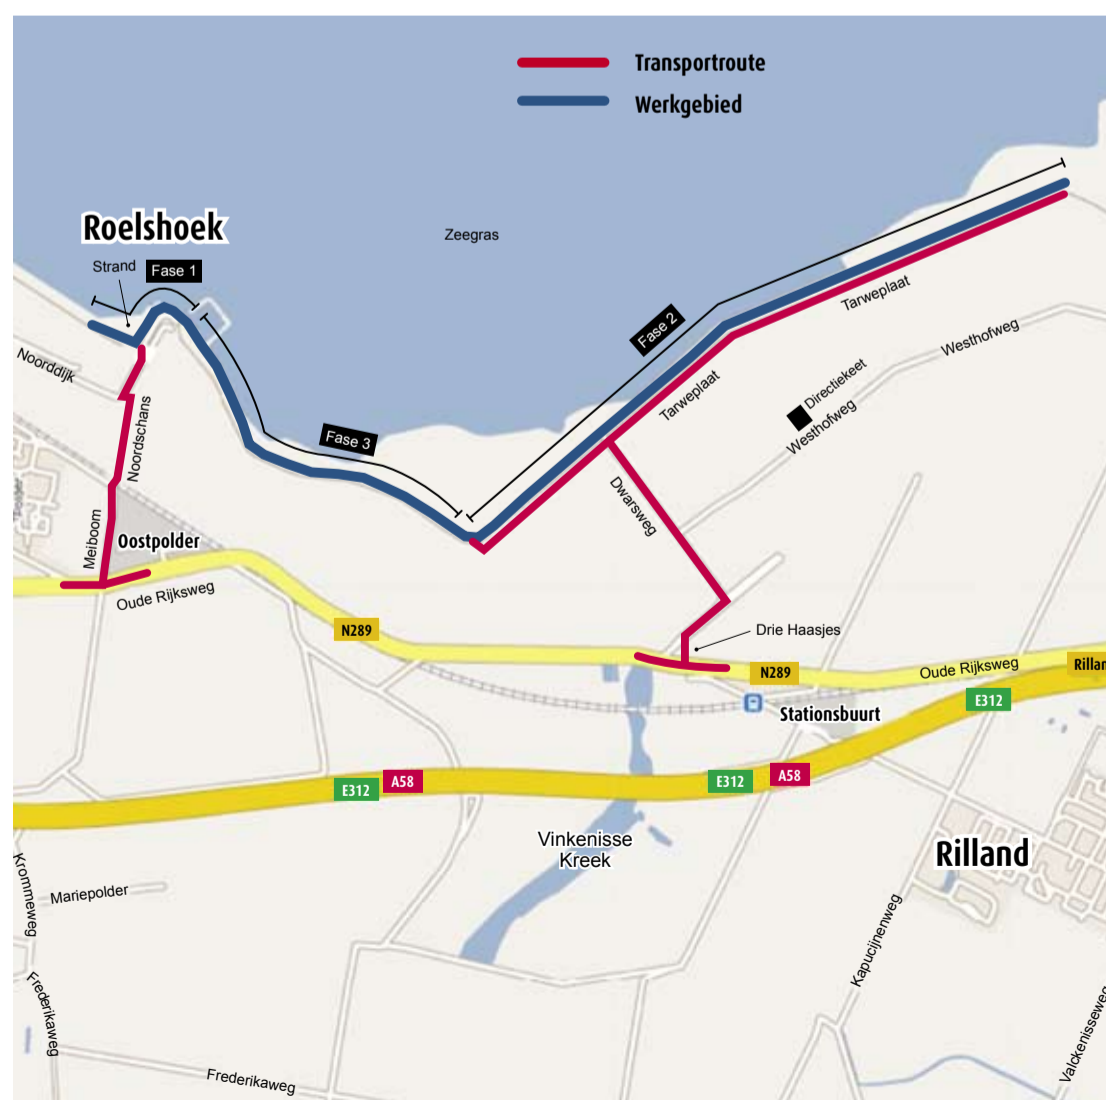 Transportroute
Werkgebied
Roelshoek
Strand
Fase 1
Zeegras
Fase 2
Tarweplaat
Westhofweg
Noorddijk
Directiekeet
Tarweplaat
Noordschans
Westhofweg
Fase 3
Dwarsweg
Meiboom
Oostpolder
Oude Rijksweg
N289
Drie Haasjes
N289
Oude Rijksweg
Rillan
E312
Stationsbuurt
E312
A58
E312
A58
Vinkenisse
Kreek
Rilland
Krommeweg
Mariepolder
Kapucijnenweg
Frederikaweg
Valckenisseweg
Frederikaweg